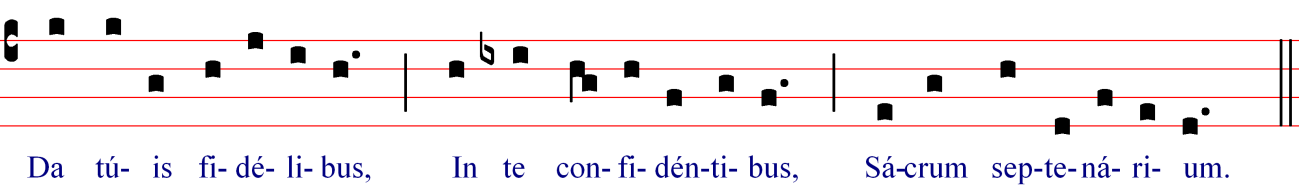 Da tú- is fi- dé- li- bus, In te con- fi- dén- ti- bus, Sá- crum sep- te- ná- ri- um.